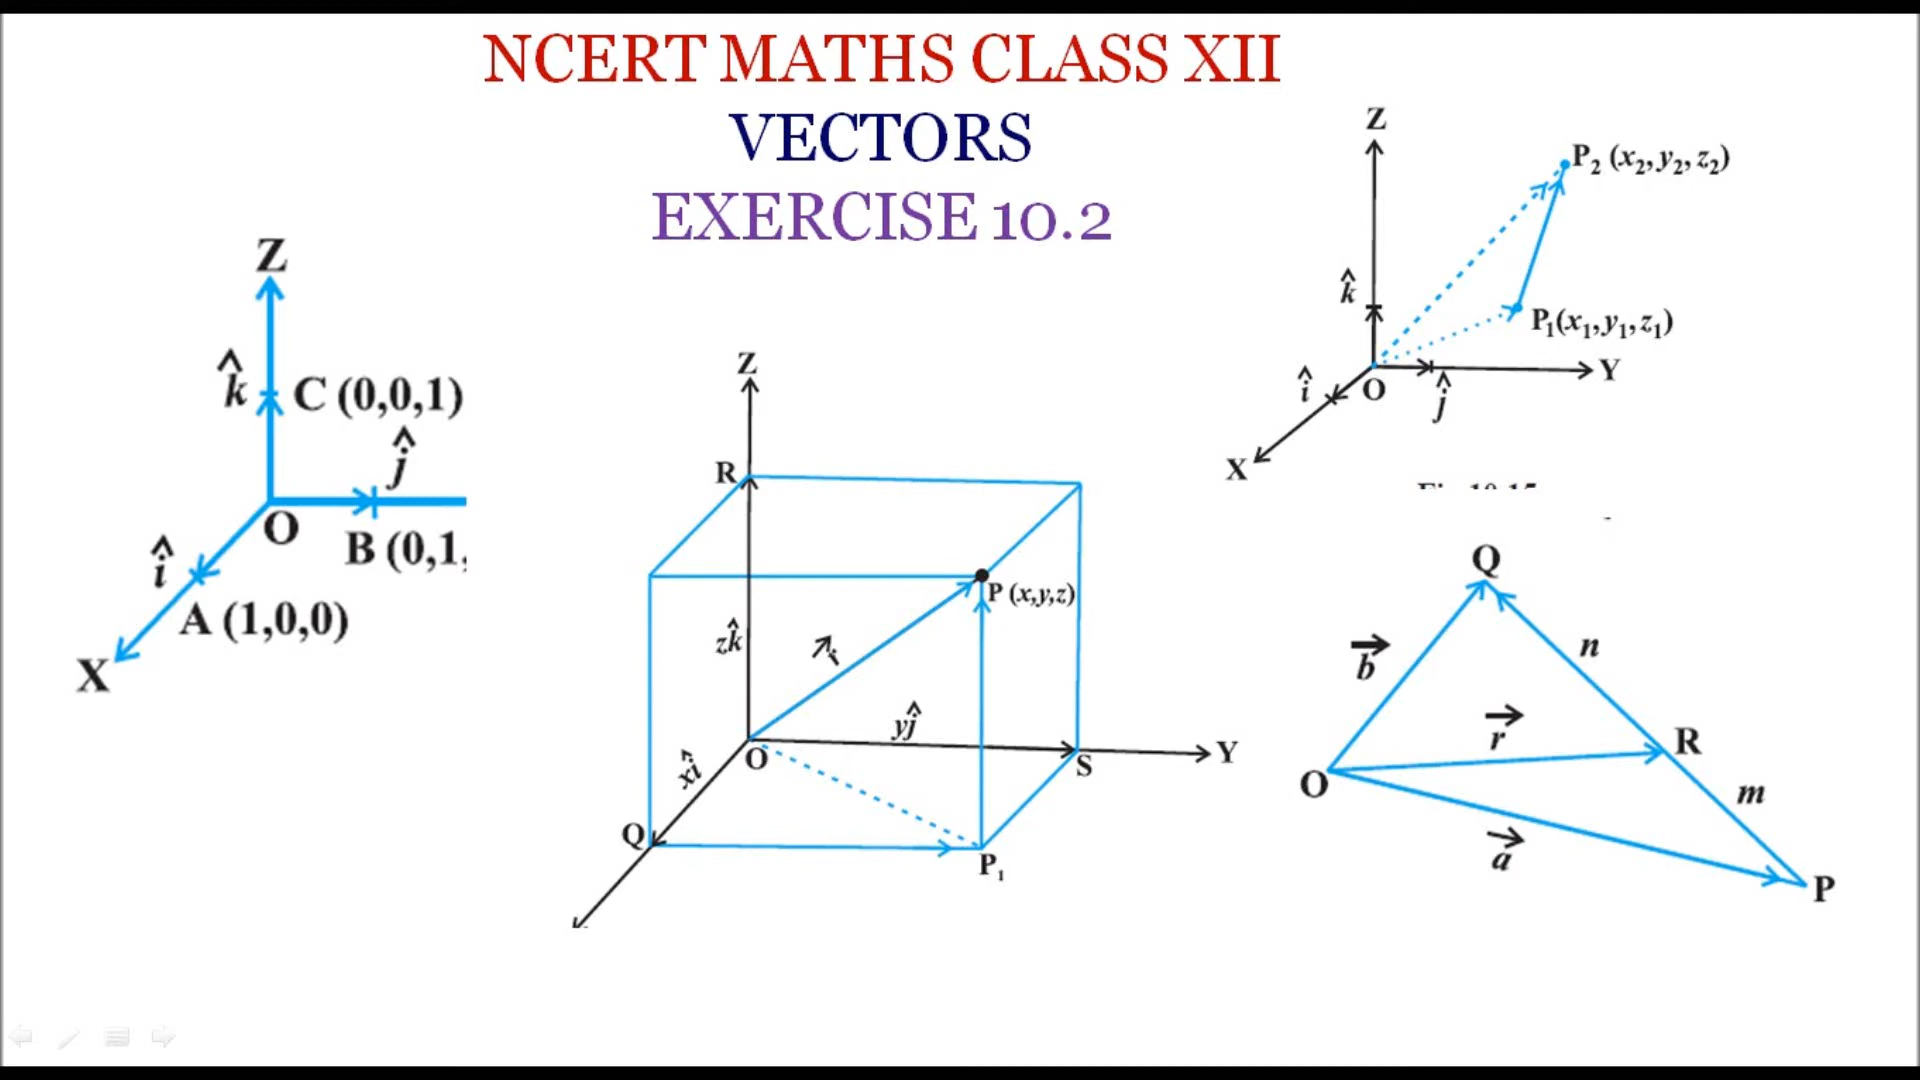 NCERT MATHS CLASS XII
VECTORS
EXERCISE 10.2
Z
k̂
C (0,0,1)
ĵ
O
B (0,1,
î
A (1,0,0)
X
Z
R
P (x,y,z)
zk̂
r⃗
yĵ
Y
O
S
xî
Q
P₁
Z
P₂ (x₂,y₂,z₂)
k̂
P₁(x₁,y₁,z₁)
Y
î
O
ĵ
X
Q
n
b⃗
r⃗
R
O
m
a⃗
P